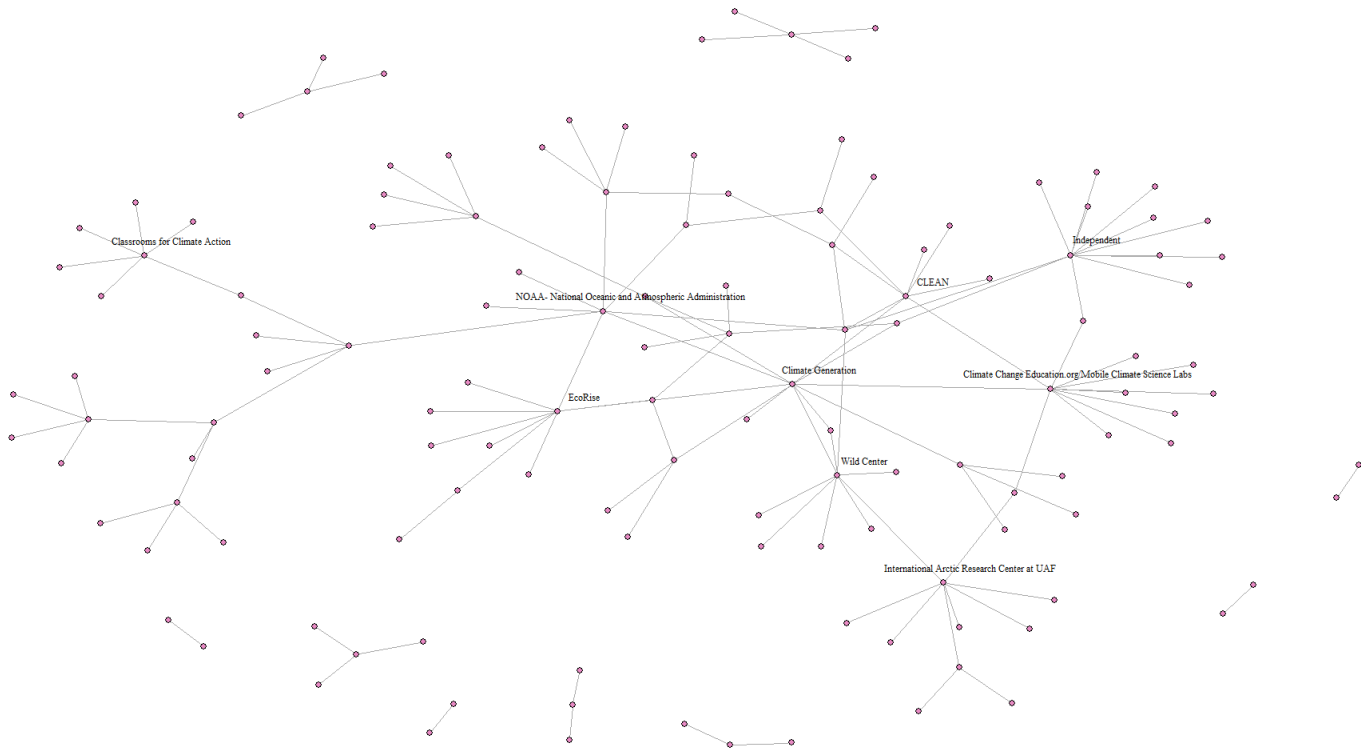 Classrooms for Climate Action
Independent
CLEAN
NOAA- National Oceanic and Atmospheric Administration
Climate Generation
Climate Change Education.org/Mobile Climate Science Labs
EcoRise
Wild Center
International Arctic Research Center at UAF